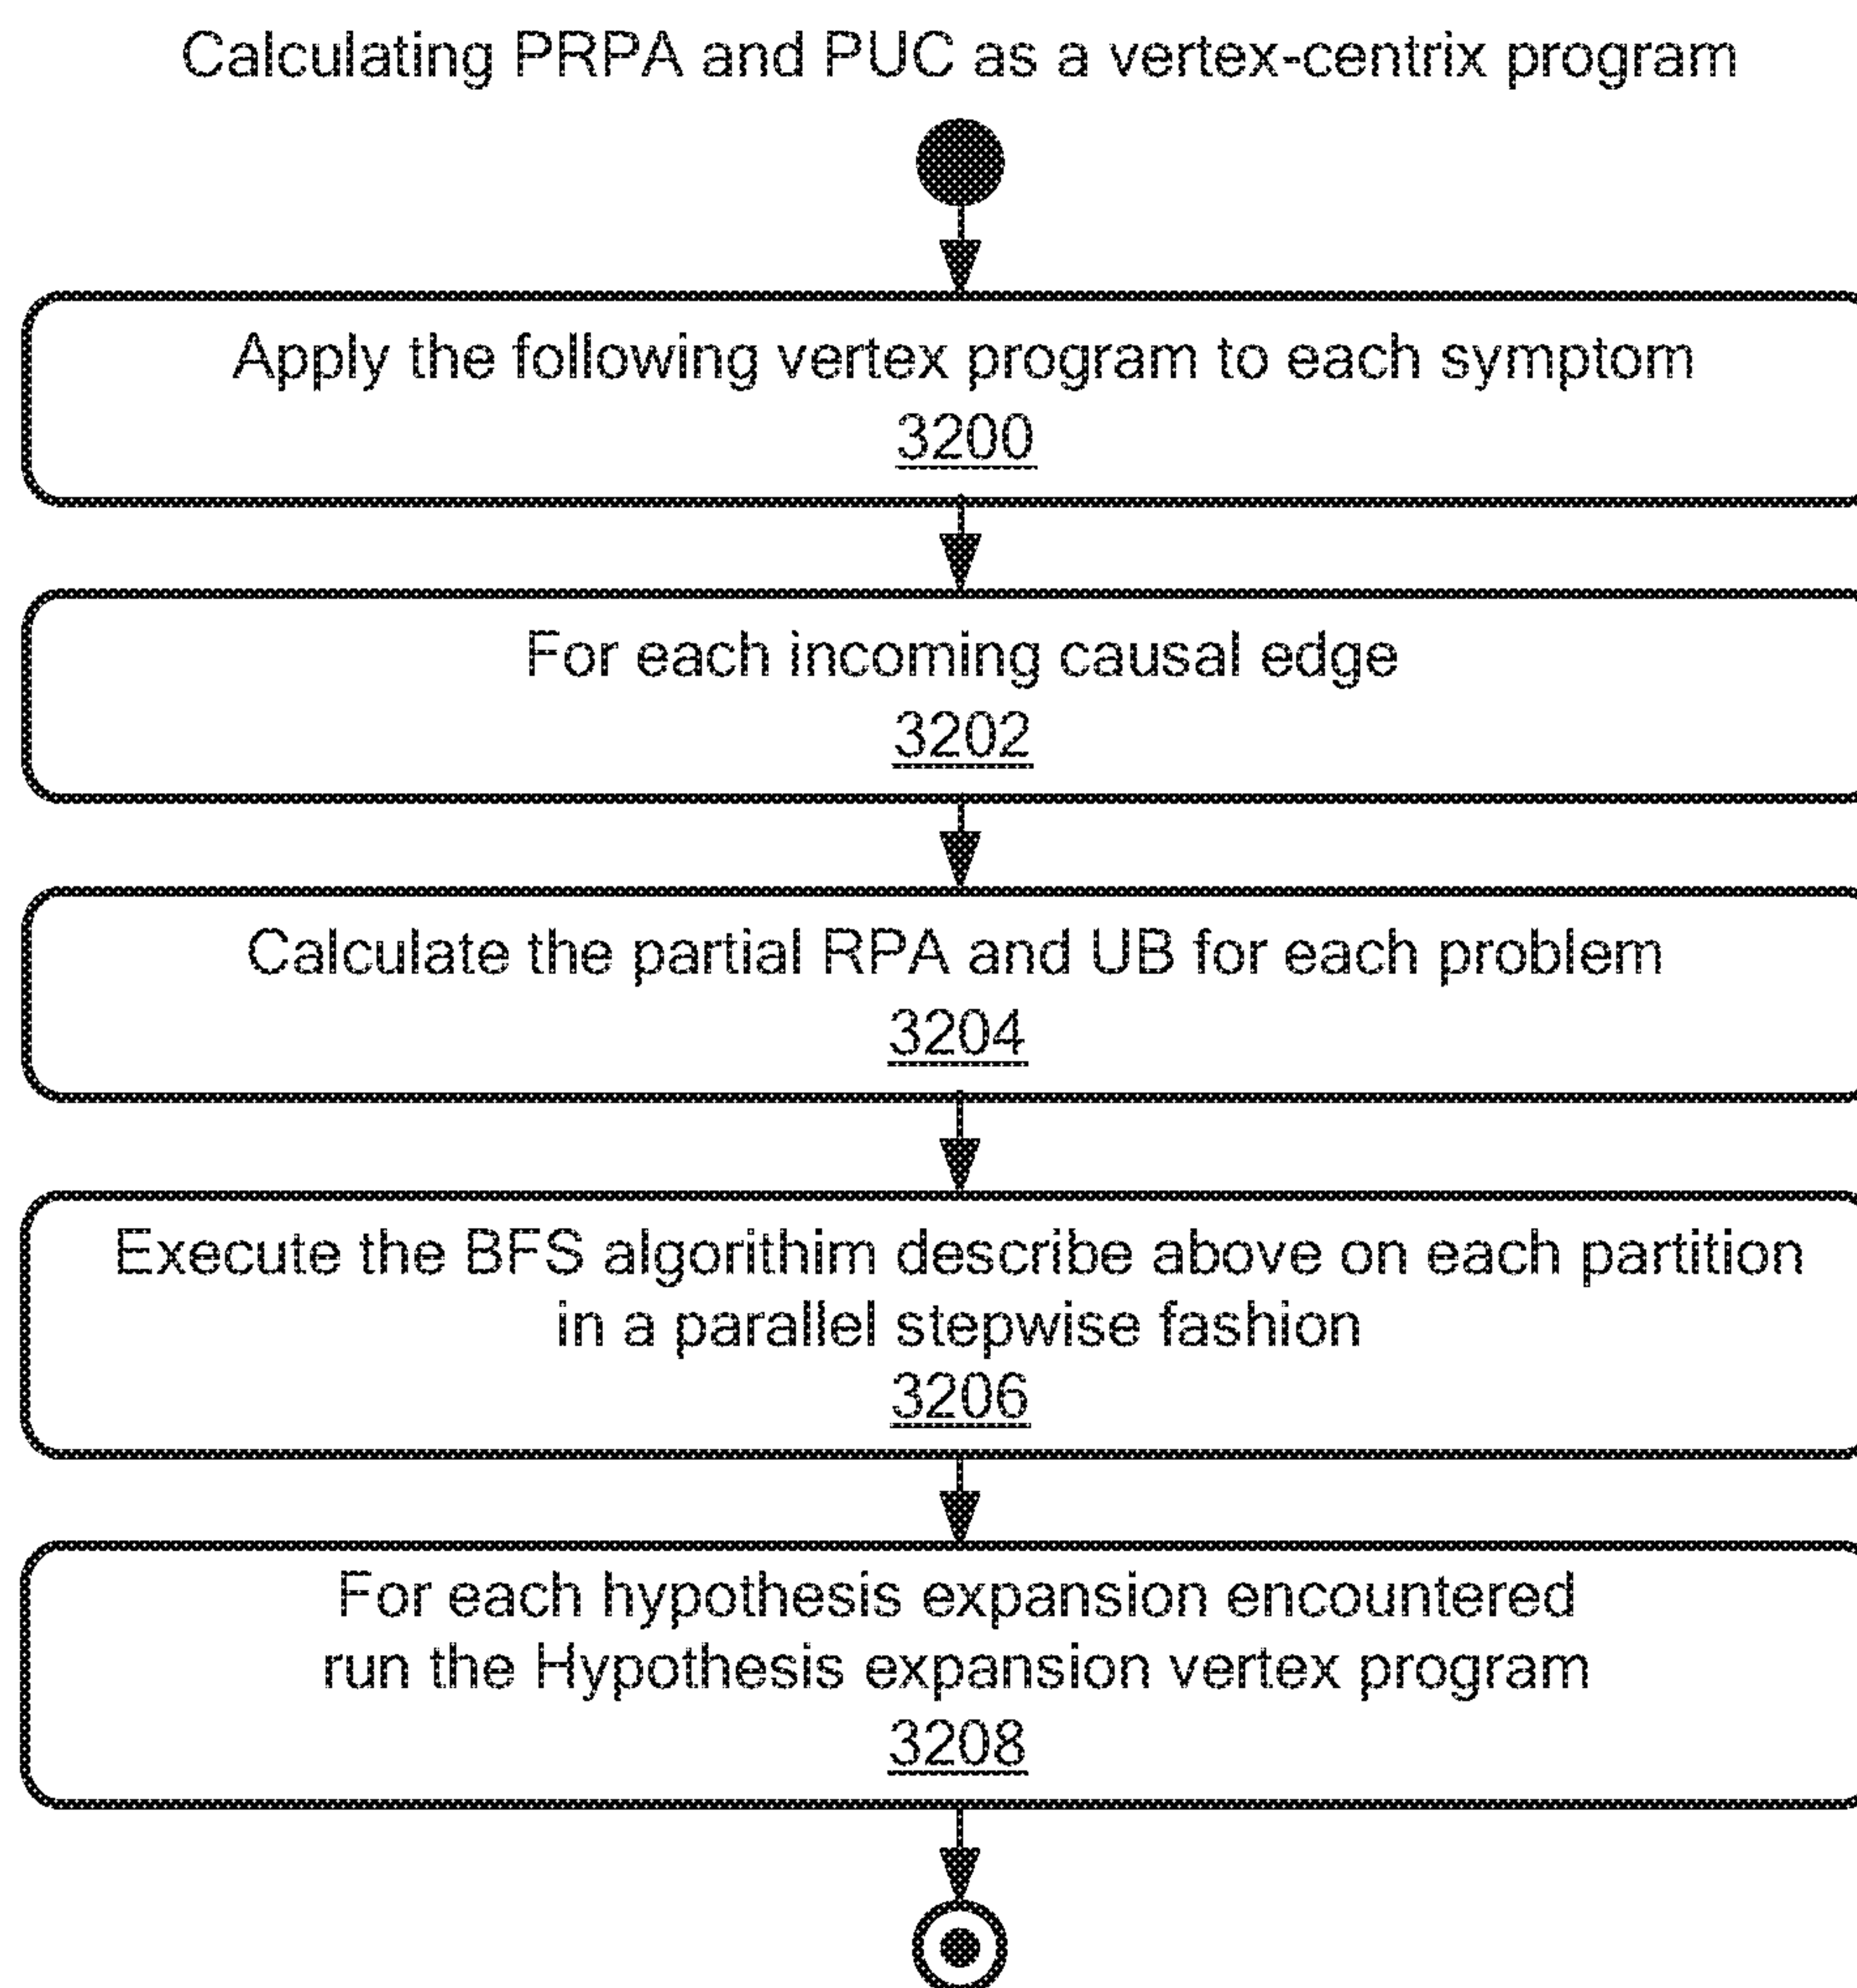 Calculating PRPA and PUC as a vertex-centrix program
Apply the following vertex program to each symptom
3200
For each incoming causal edge
3202
Calculate the partial RPA and UB for each problem
3204
Execute the BFS algorithim describe above on each partition
in a parallel stepwise fashion
3206
For each hypothesis expansion encountered
run the Hypothesis expansion vertex program
3208